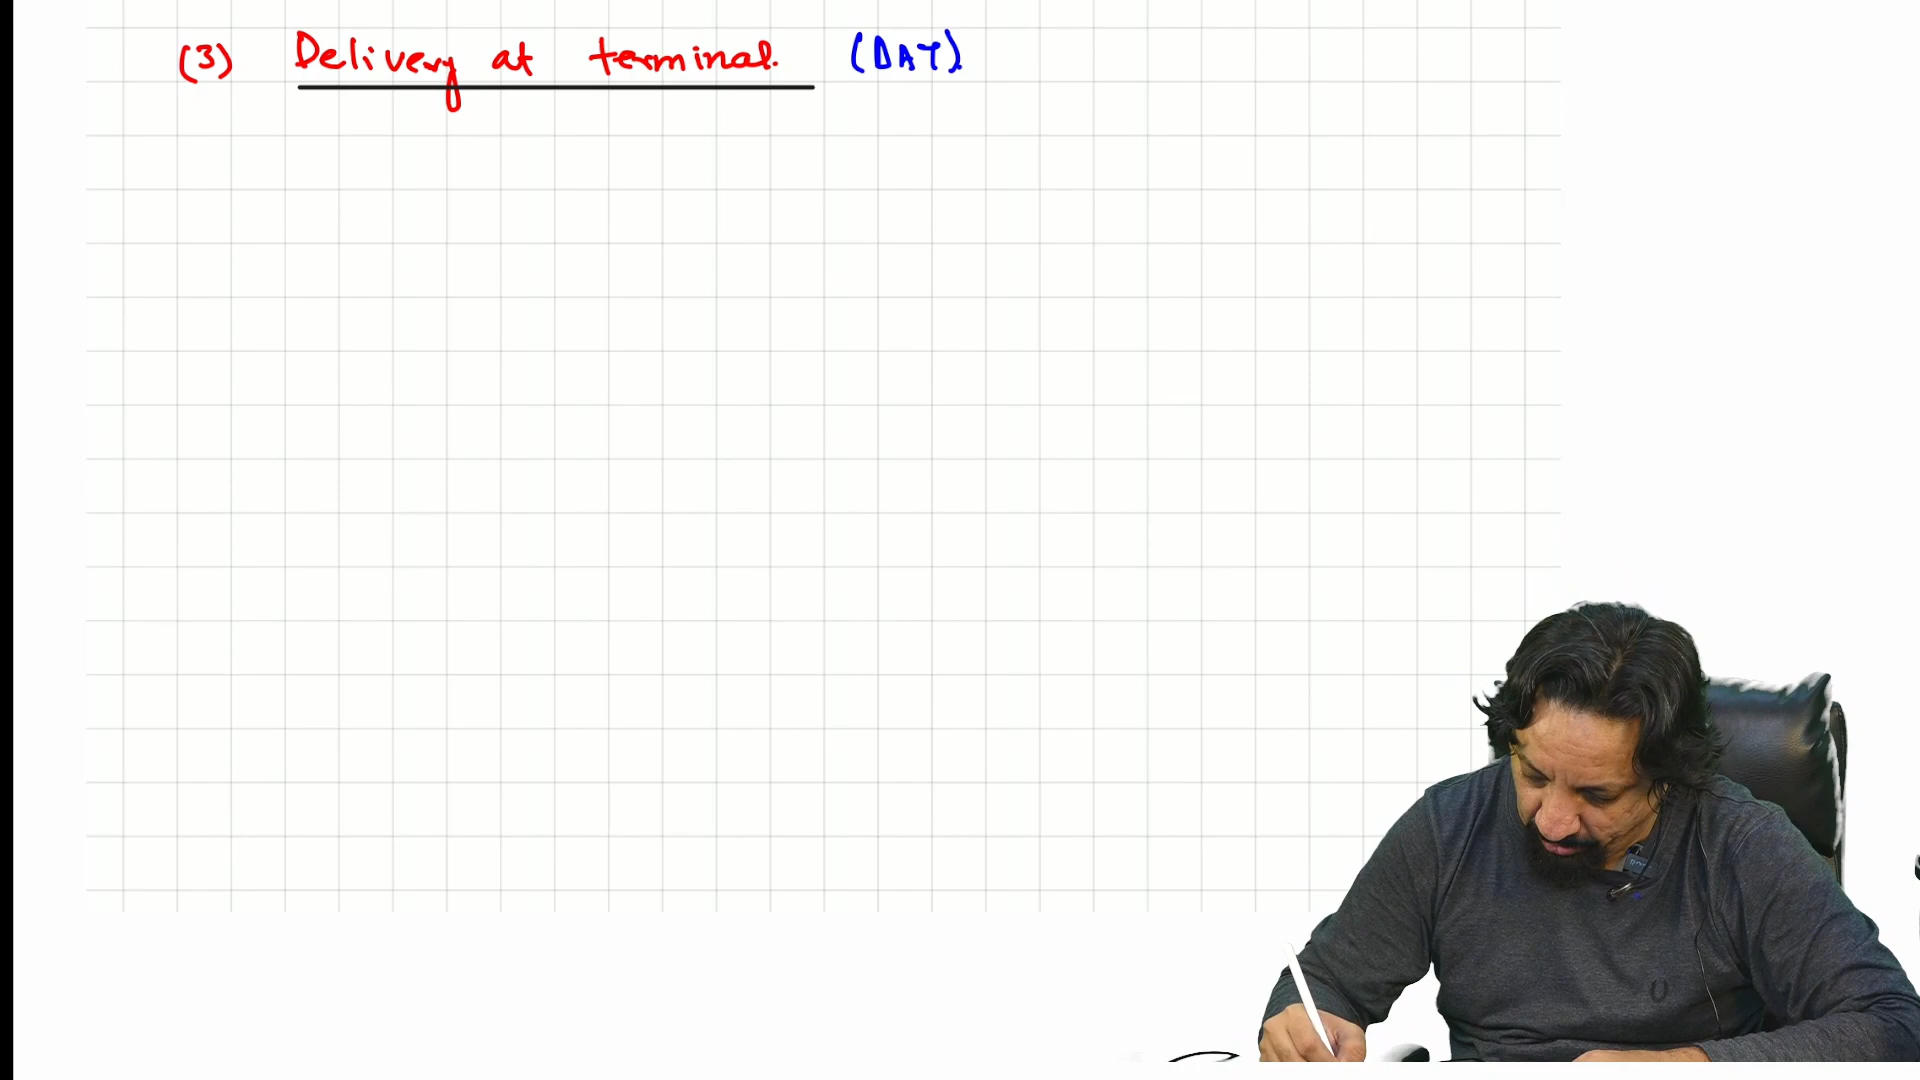 (3) Delivery at terminal. (DAT).